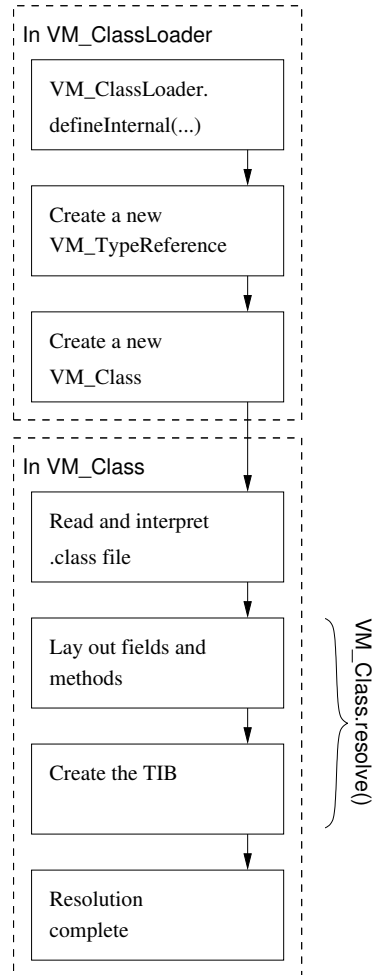 In VM_ClassLoader
VM_ClassLoader.
defineInternal(...)
Create a new
VM_TypeReference
Create a new
VM_Class
In VM_Class
Read and interpret
.class file
Lay out fields and
methods
VM_Class.resolve()
Create the TIB
Resolution
complete